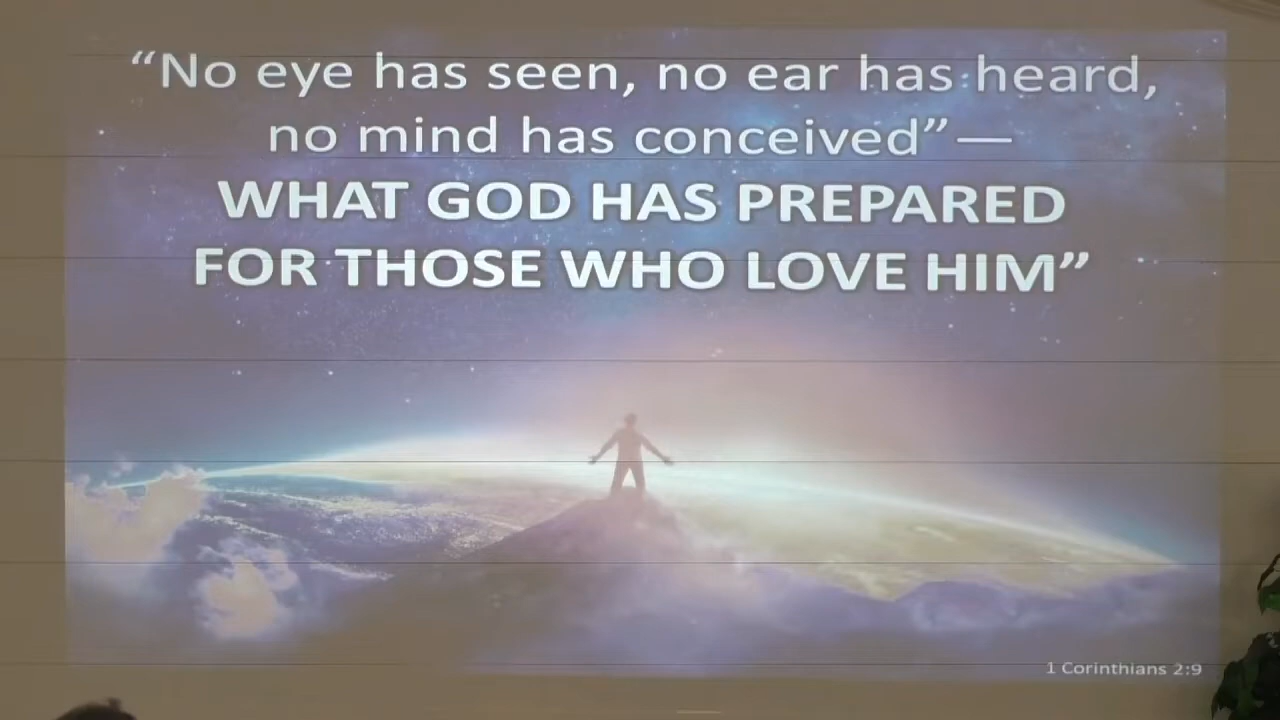 “No eye has seen, no ear has heard,
no mind has conceived”—
WHAT GOD HAS PREPARED
FOR THOSE WHO LOVE HIM”
1 Corinthians 2:9